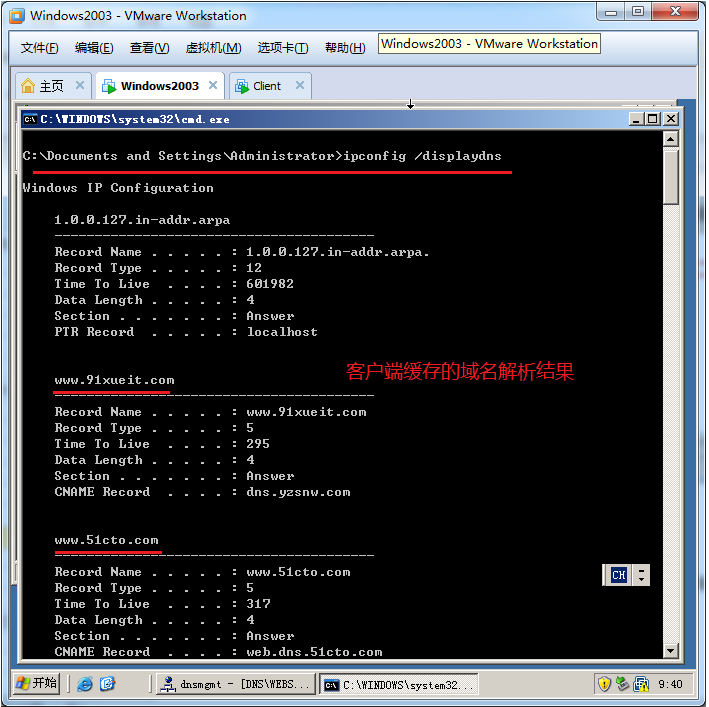 Windows2003 - VMware Workstation
文件(F) 编辑(E) 查看(V) 虚拟机(M) 选项卡(T) 帮助(H)
Windows2003 - VMware Workstation
主页 Windows2003 Client
C:\WINDOWS\system32\cmd.exe
C:\Documents and Settings\Administrator>ipconfig /displaydns
Windows IP Configuration
1.0.0.127.in-addr.arpa
----------------------------------------
Record Name . . . . . : 1.0.0.127.in-addr.arpa.
Record Type . . . . . : 12
Time To Live  . . . . : 601982
Data Length . . . . . : 4
Section . . . . . . . : Answer
PTR Record  . . . . . : localhost
客户端缓存的域名解析结果
www.91xueit.com
----------------------------------------
Record Name . . . . . : www.91xueit.com
Record Type . . . . . : 5
Time To Live  . . . . : 295
Data Length . . . . . : 4
Section . . . . . . . : Answer
CNAME Record  . . . . : dns.yzsnw.com
www.51cto.com
----------------------------------------
Record Name . . . . . : www.51cto.com
Record Type . . . . . : 5
Time To Live  . . . . : 317
Data Length . . . . . : 4
Section . . . . . . . : Answer
CNAME Record  . . . . : web.dns.51cto.com
CH
开始 dnsmgmt - [DNS\WEBS... C:\WINDOWS\system32... 9:40